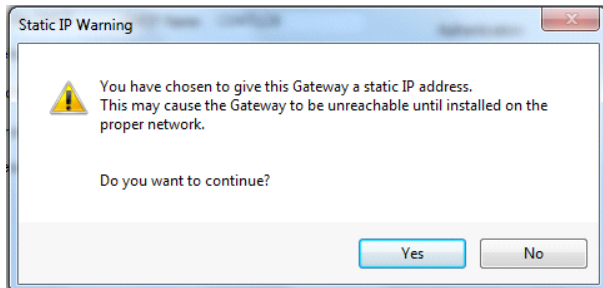 Static IP Warning
You have chosen to give this Gateway a static IP address.
This may cause the Gateway to be unreachable until installed on the
proper network.
Do you want to continue?
Yes
No